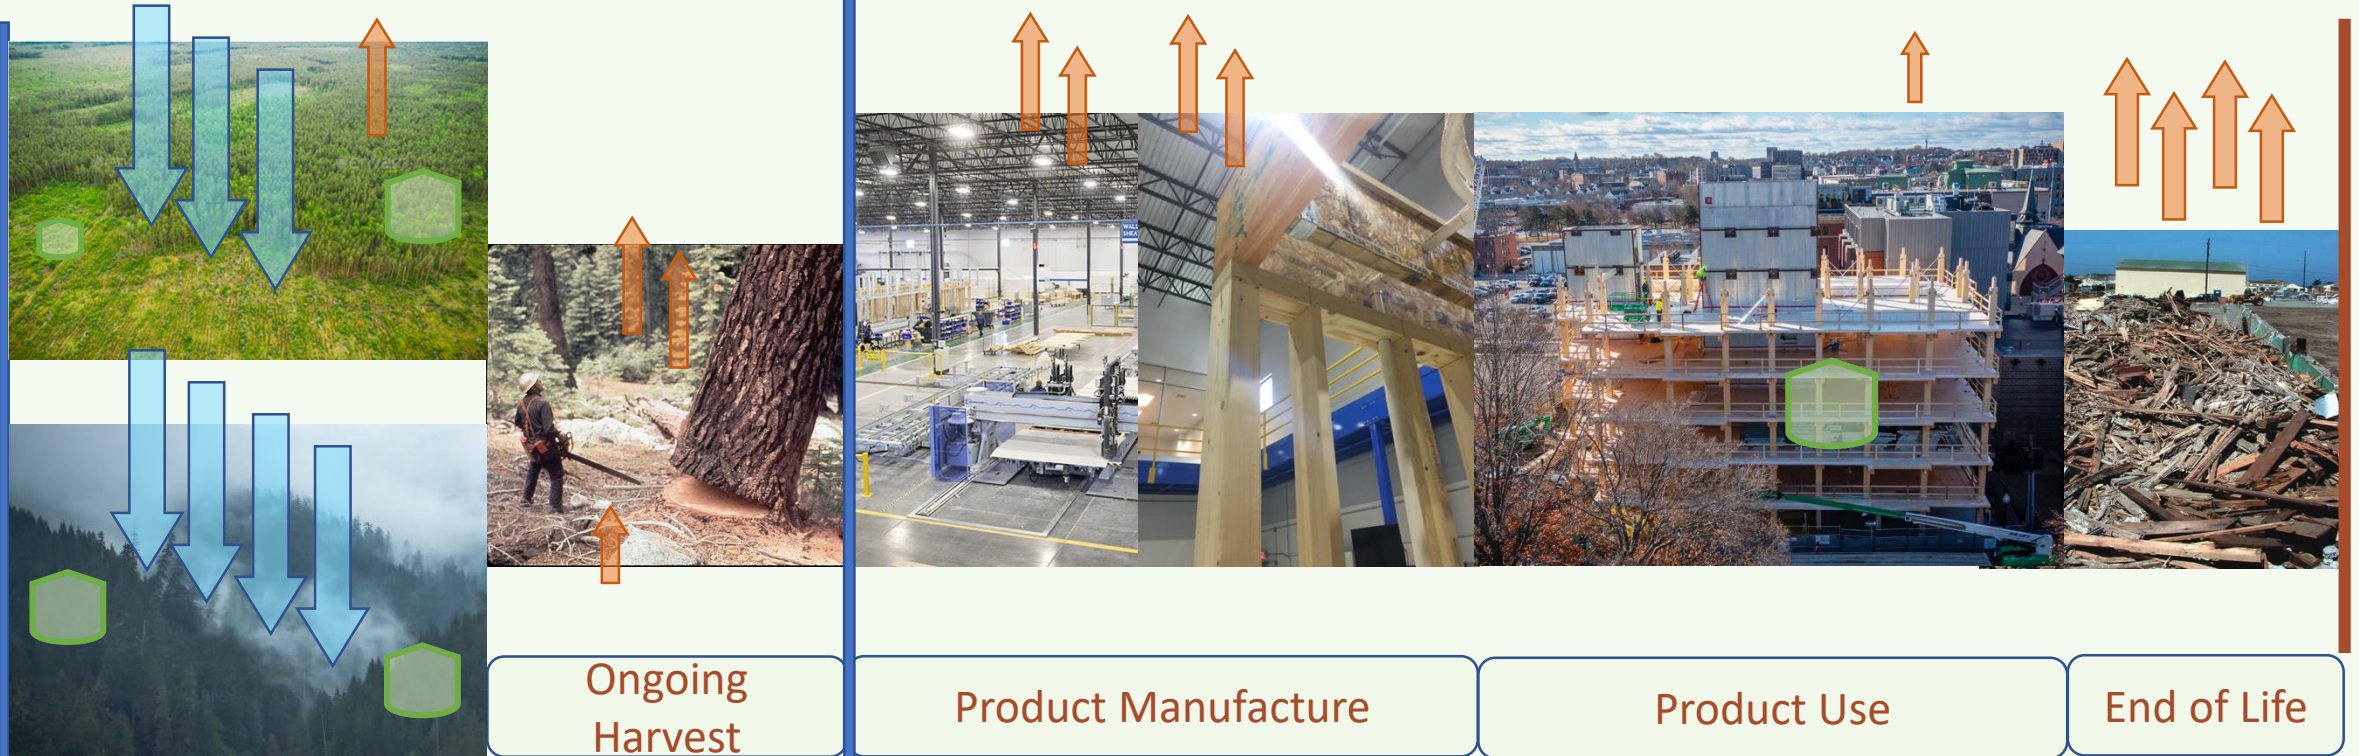 Ongoing
Harvest
Product Manufacture
Product Use
End of Life